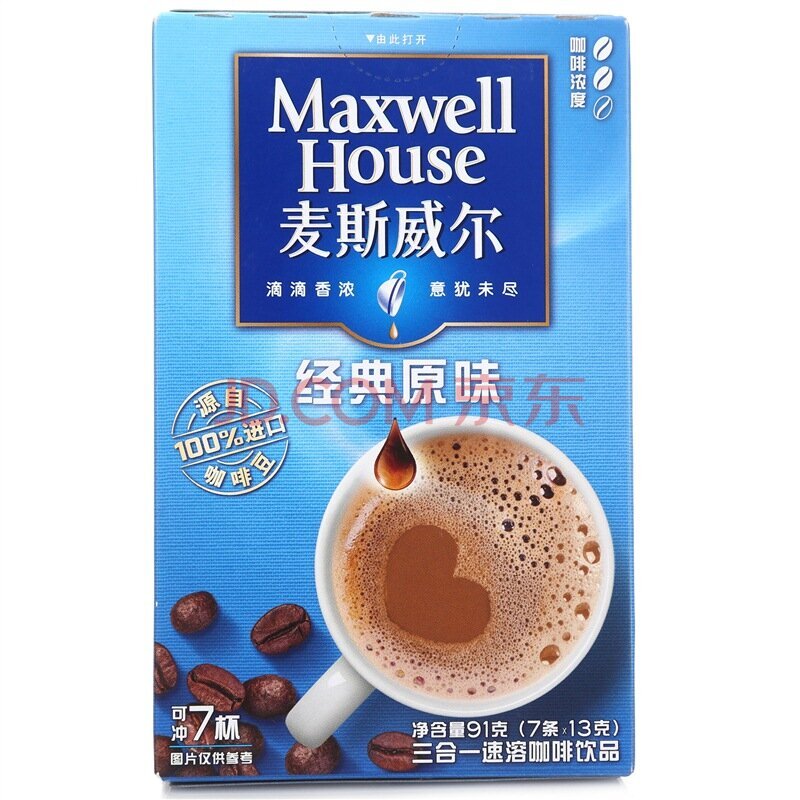 ▼由此打开
咖啡浓度
Maxwell
House
麦斯威尔
滴滴香浓 意犹未尽
经典原味
JD.COM 京东
源自
100%进口
咖啡豆
可冲7杯
图片仅供参考
净含量91克（7条×13克）
三合一速溶咖啡饮品